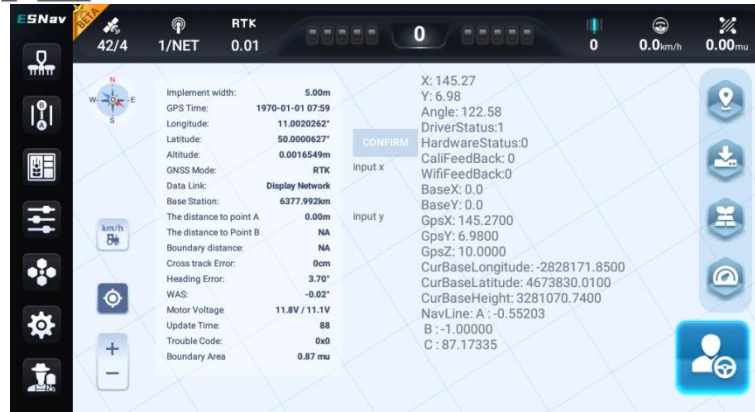 ESNav
BETA
42/4
1/NET
RTK
0.01
0
0
0.0km/h
0.00mu
N
W
E
S
Implement width: 5.00m
GPS Time: 1970-01-01 07:59
Longitude: 11.0020262°
Latitude: 50.0000627°
Altitude: 0.0016549m
GNSS Mode: RTK
Data Link: Display Network
Base Station: 6377.992km
The distance to point A 0.00m
The distance to Point B NA
Boundary distance: NA
Cross track Error: 0cm
Heading Error: 3.70°
WAS: -0.02°
Motor Voltage 11.8V / 11.1V
Update Time: 88
Trouble Code: 0x0
Boundary Area 0.87 mu
km/h
+
−
CONFIRM
input x
input y
X: 145.27
Y: 6.98
Angle: 122.58
DriverStatus:1
HardwareStatus:0
CaliFeedBack: 0
WifiFeedBack:0
BaseX: 0.0
BaseY: 0.0
GpsX: 145.2700
GpsY: 6.9800
GpsZ: 10.0000
CurBaseLongitude: -2828171.8500
CurBaseLatitude: 4673830.0100
CurBaseHeight: 3281070.7400
NavLine: A : -0.55203
B : -1.00000
C : 87.17335